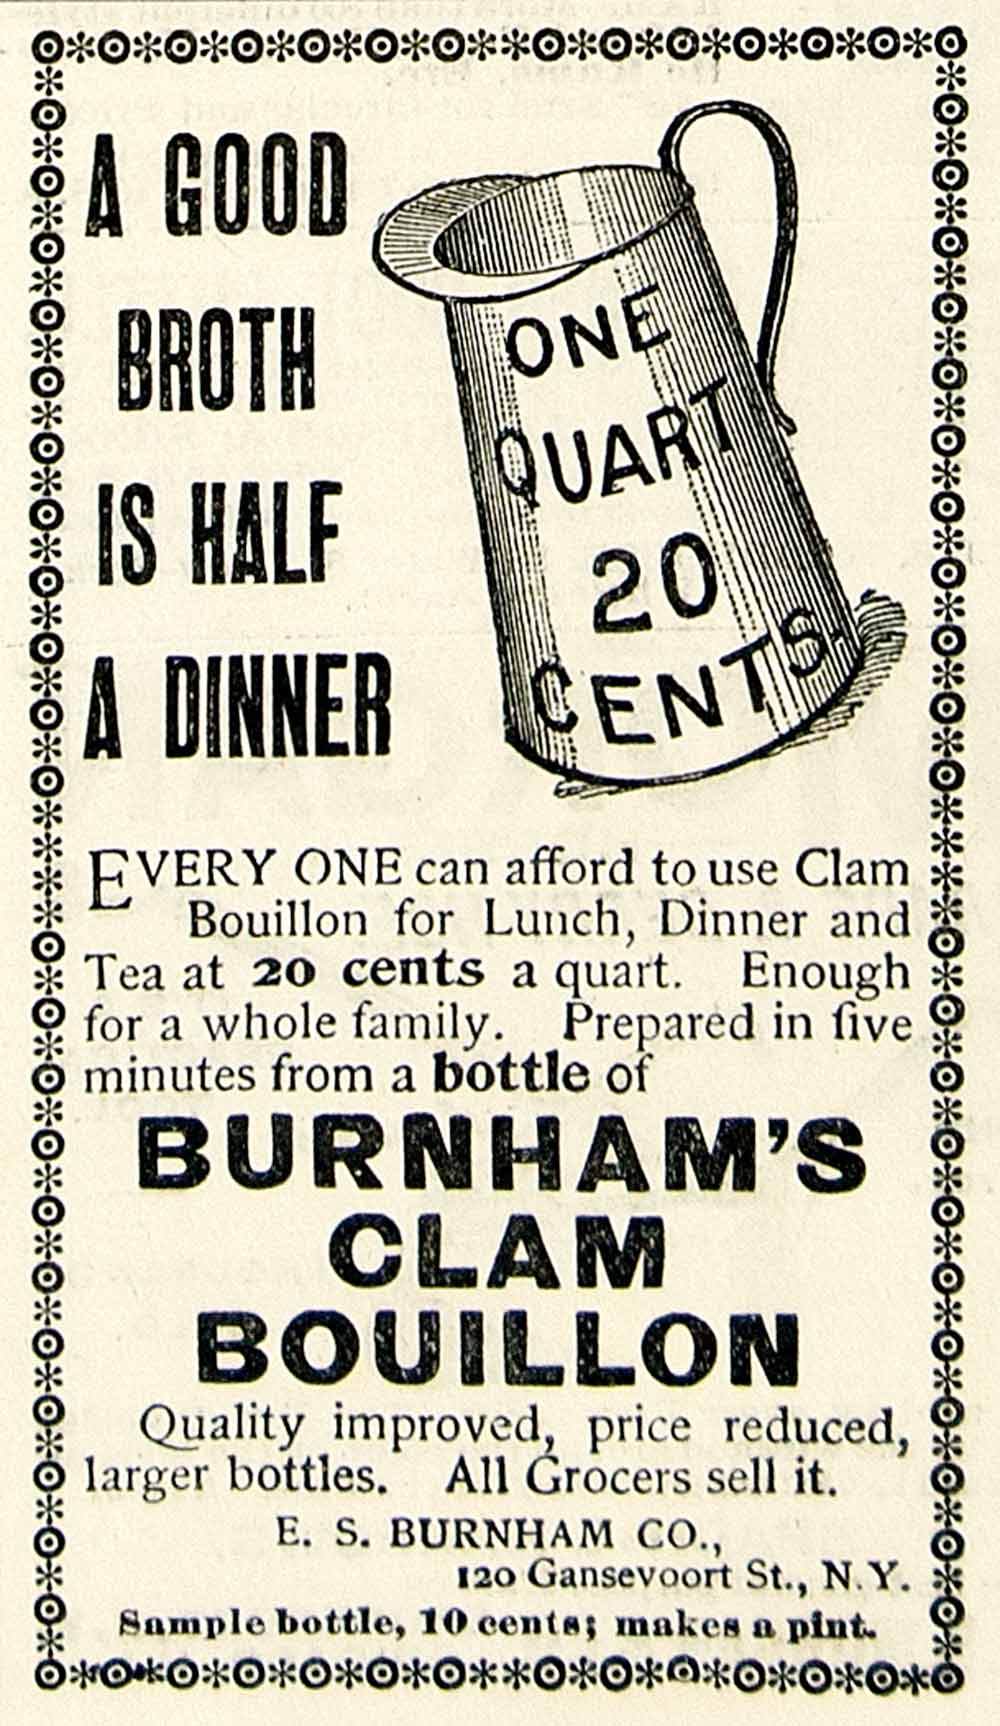 A GOOD
BROTH
IS HALF
A DINNER
ONE
QUART
20
CENTS.
EVERY ONE can afford to use Clam
Bouillon for Lunch, Dinner and
Tea at 20 cents a quart. Enough
for a whole family. Prepared in five
minutes from a bottle of
BURNHAM'S
CLAM
BOUILLON
Quality improved, price reduced,
larger bottles. All Grocers sell it.
E. S. BURNHAM CO.,
120 Gansevoort St., N.Y.
Sample bottle, 10 cents; makes a pint.